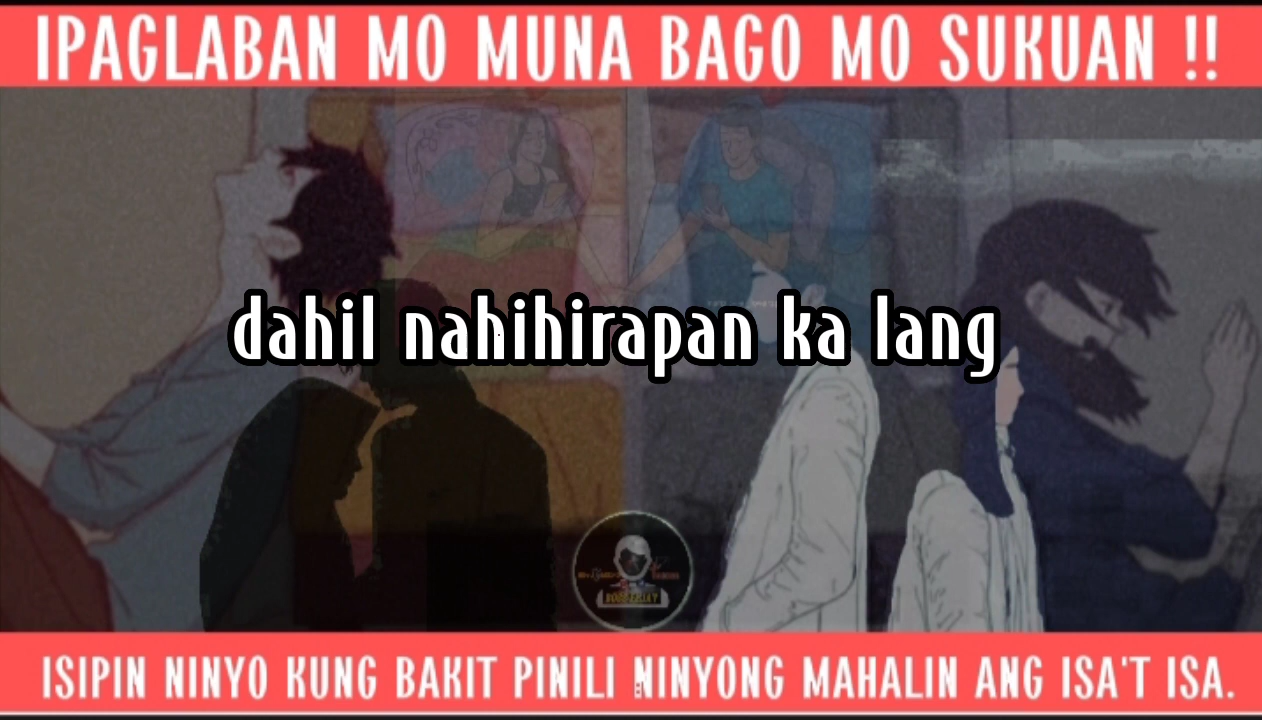 IPAGLABAN MO MUNA BAGO MO SUKUAN !!
dahil nahihirapan ka lang
ISIPIN NINYO KUNG BAKIT PINILI NINYONG MAHALIN ANG ISA'T ISA.